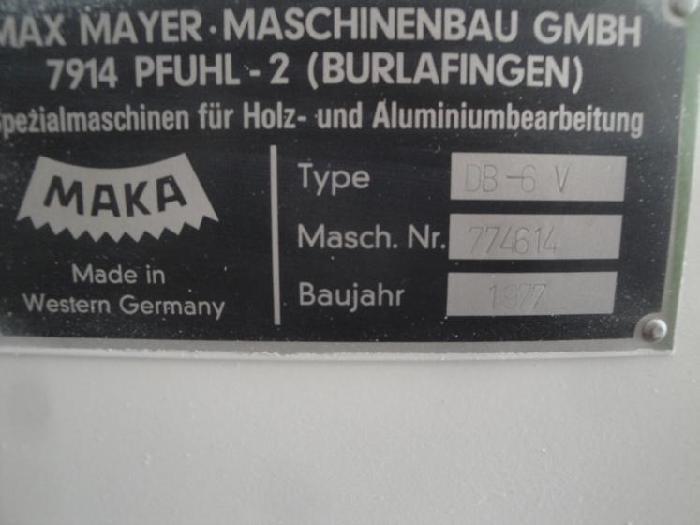 MAX MAYER · MASCHINENBAU GMBH
7914 PFUHL - 2 (BURLAFINGEN)
Spezialmaschinen für Holz- und Aluminiumbearbeitung
MAKA
Made in
Western Germany
Type DB-6 V
Masch. Nr. 774614
Baujahr 1977